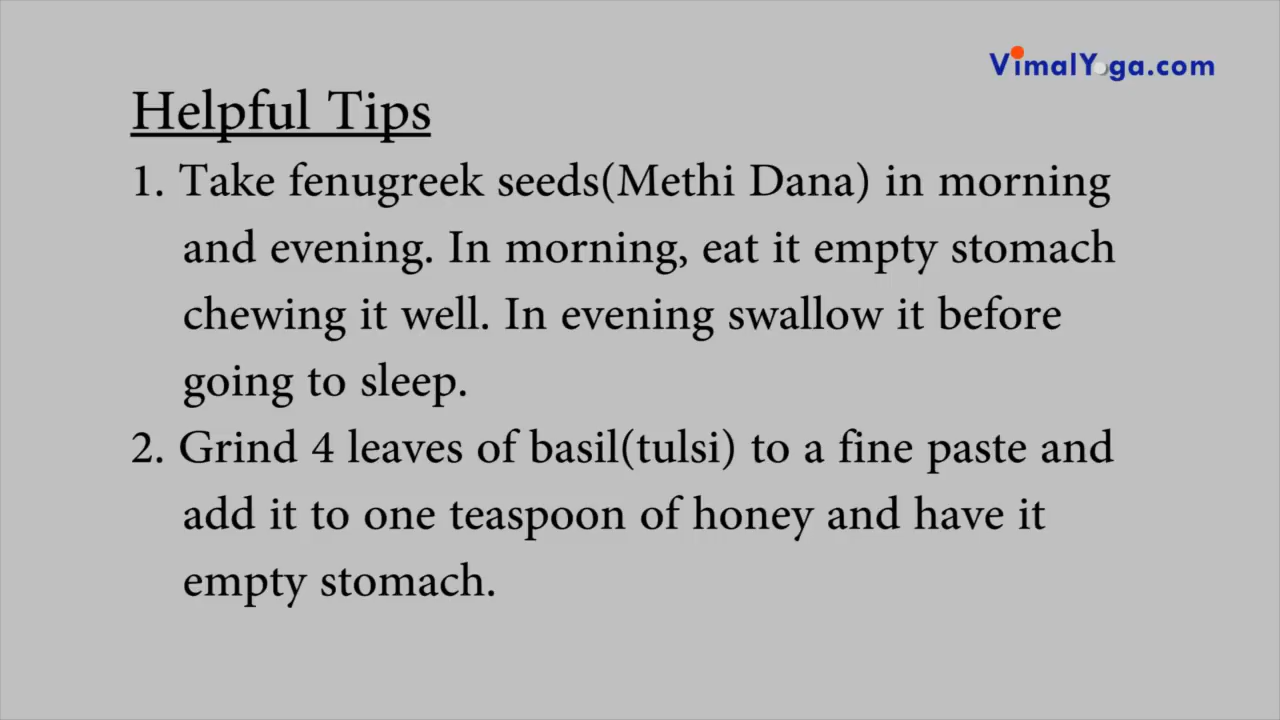 VimalYoga.com
Helpful Tips
1. Take fenugreek seeds(Methi Dana) in morning
and evening. In morning, eat it empty stomach
chewing it well. In evening swallow it before
going to sleep.
2. Grind 4 leaves of basil(tulsi) to a fine paste and
add it to one teaspoon of honey and have it
empty stomach.